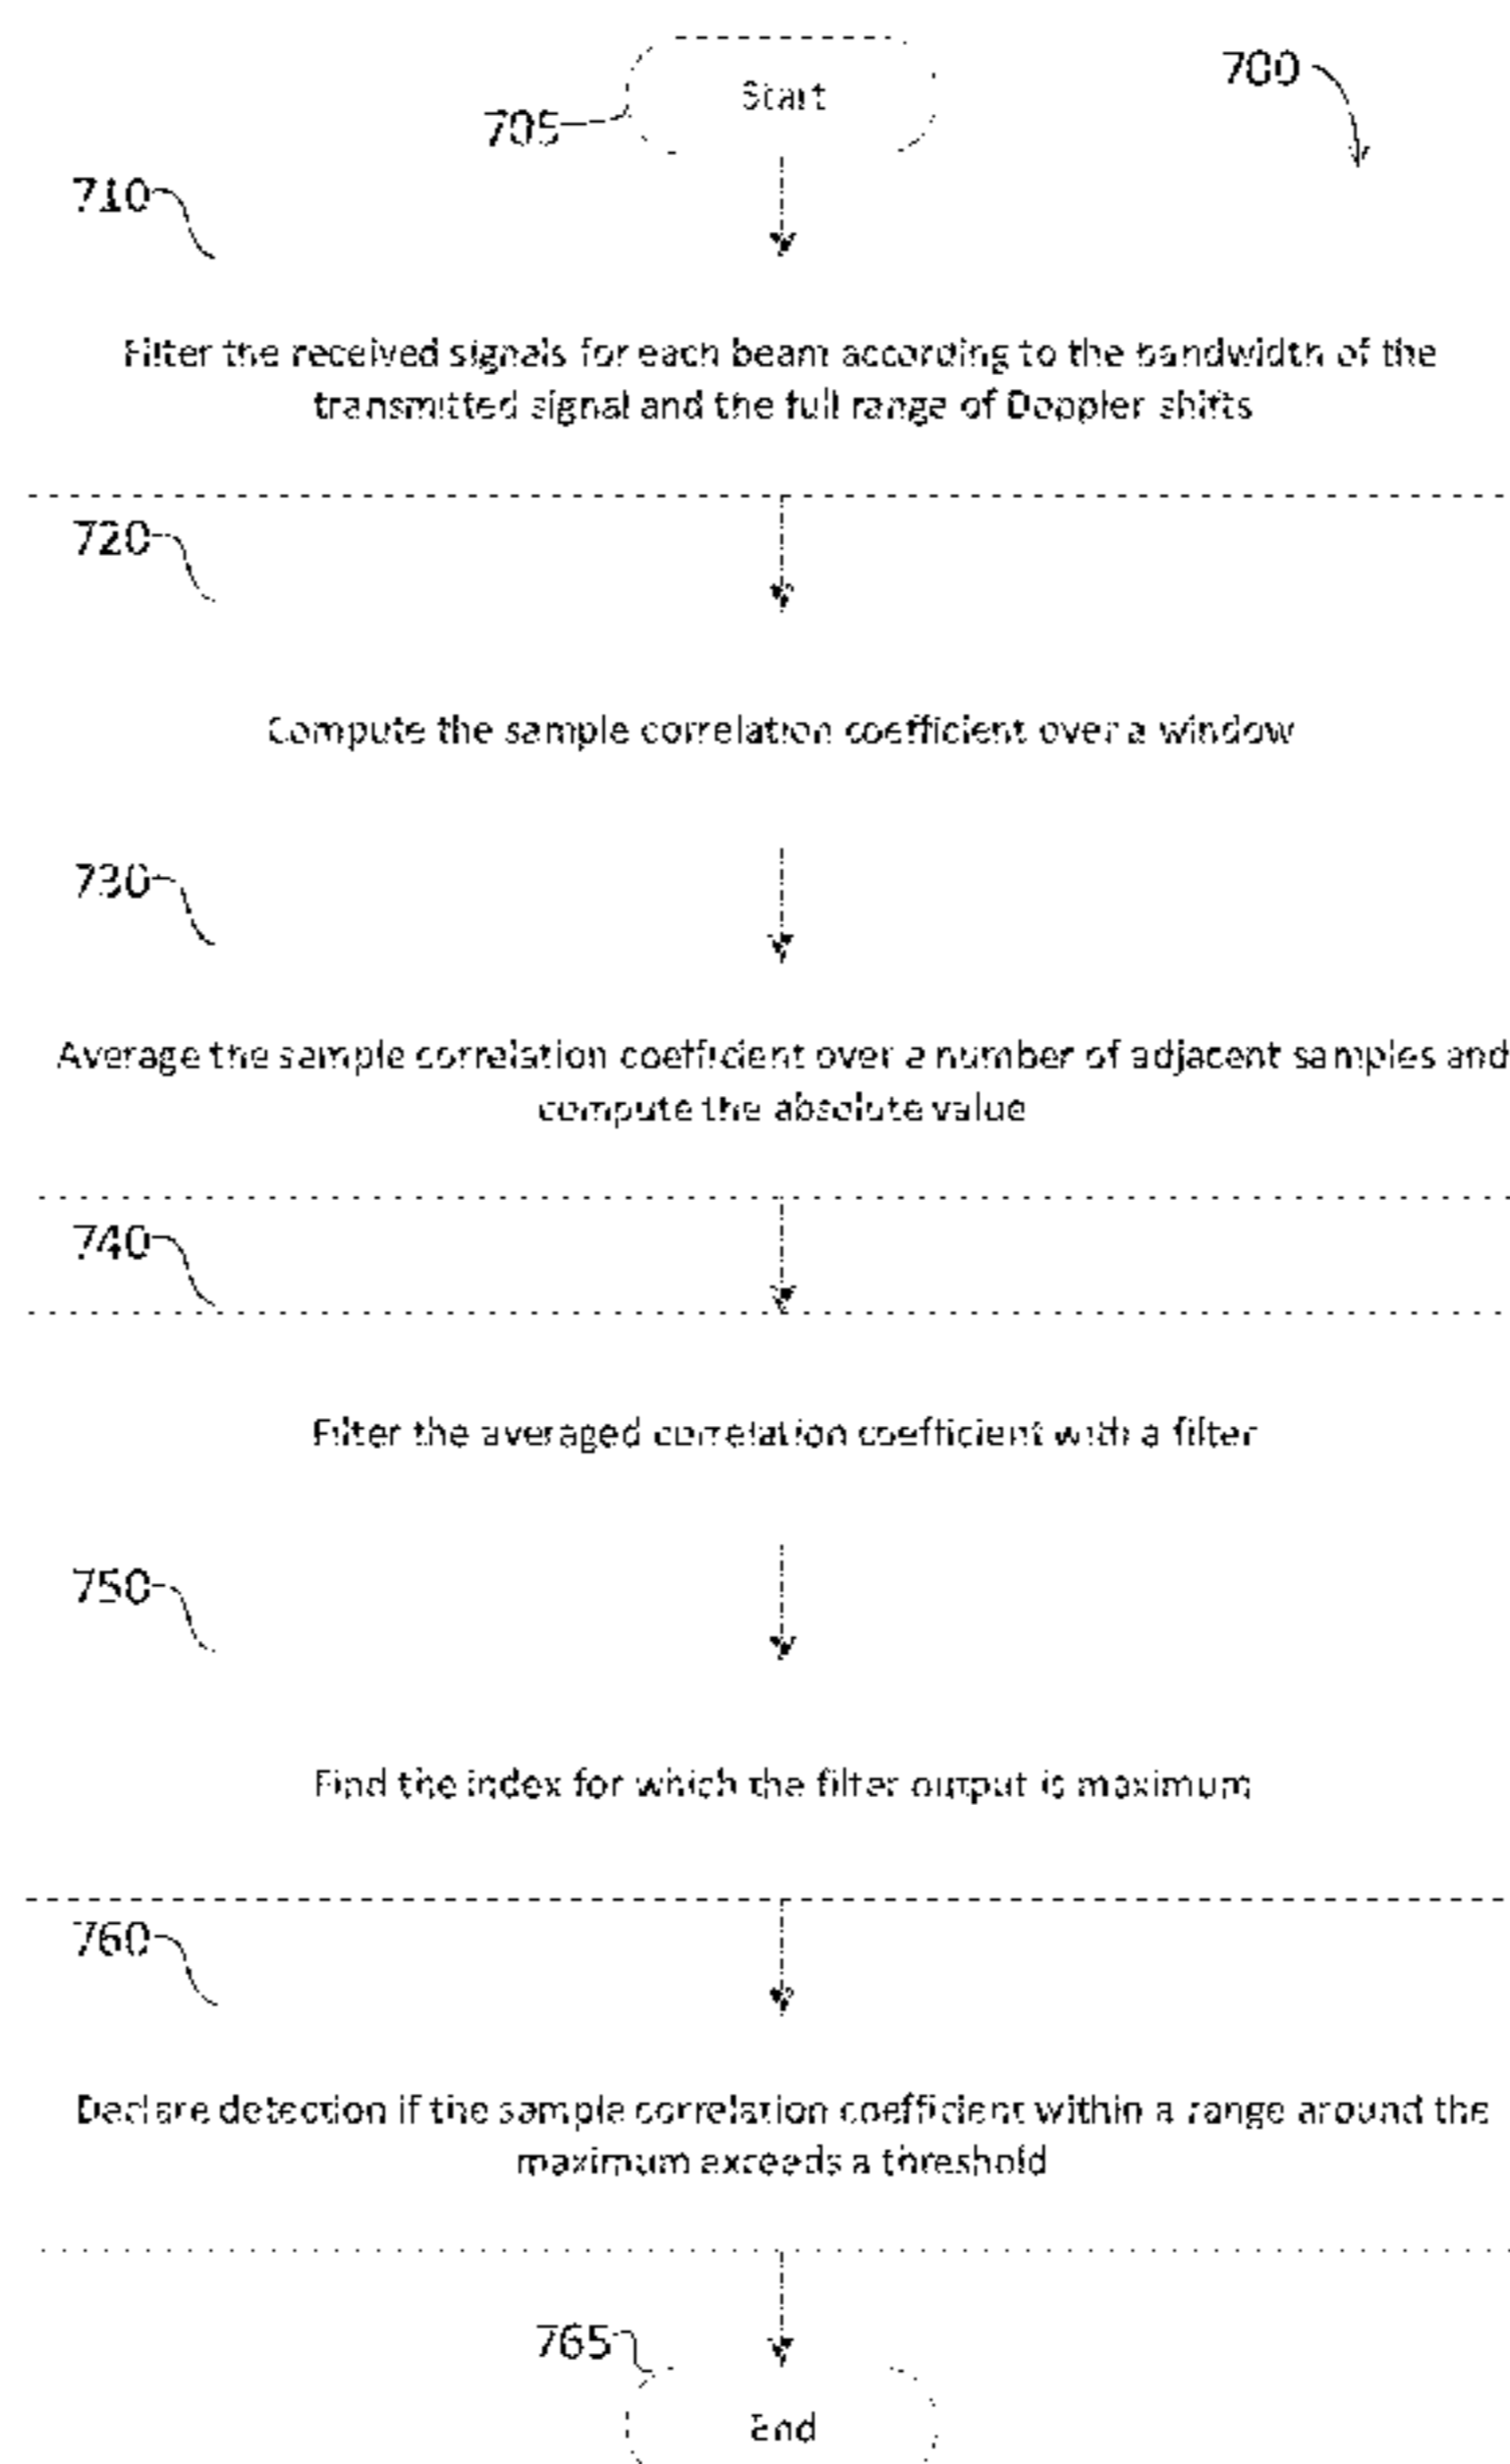 Start
700
705
710
Filter the received signals for each beam according to the bandwidth of the
transmitted signal and the full range of Doppler shifts
720
Compute the sample correlation coefficient over a window
730
Average the sample correlation coefficient over a number of adjacent samples and
compute the absolute value
740
Filter the averaged correlation coefficient with a filter
750
Find the index for which the filter output is maximum
760
Declare detection if the sample correlation coefficient within a range around the
maximum exceeds a threshold
765
End